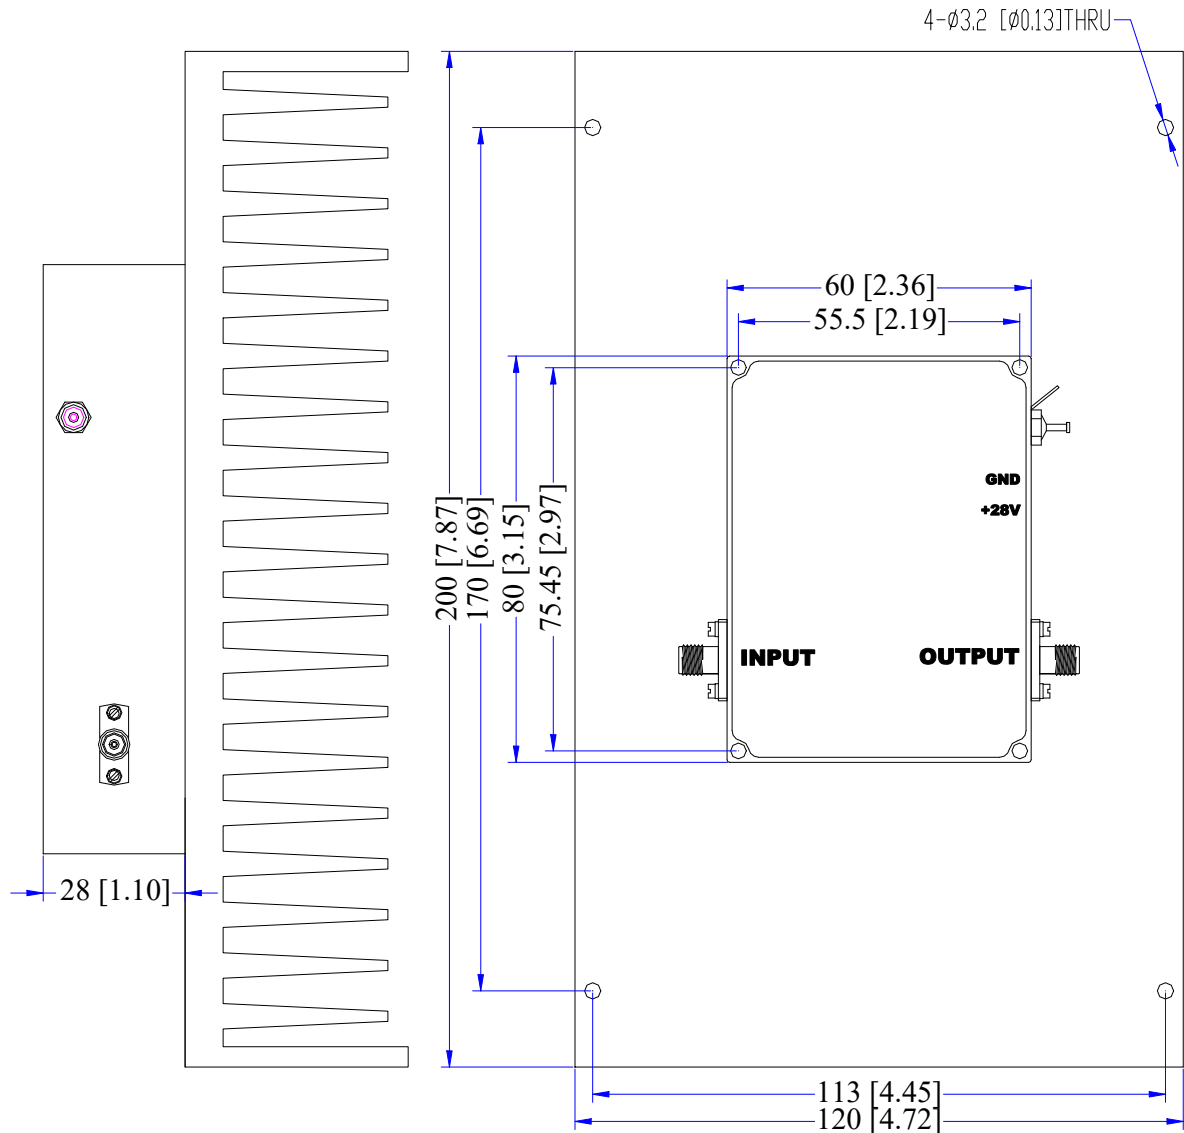 4-ø3.2 [ø0.13]THRU
60 [2.36]
55.5 [2.19]
200 [7.87]
170 [6.69]
80 [3.15]
75.45 [2.97]
GND
+28V
INPUT
OUTPUT
28 [1.10]
113 [4.45]
120 [4.72]